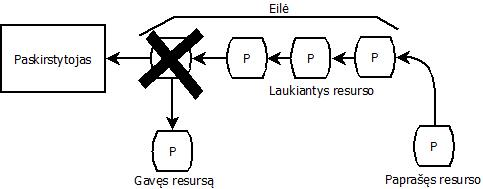 Eilė
Paskirstytojas
P
P
P
Laukiantys resurso
P
P
Gavęs resursą
Paprašęs resurso